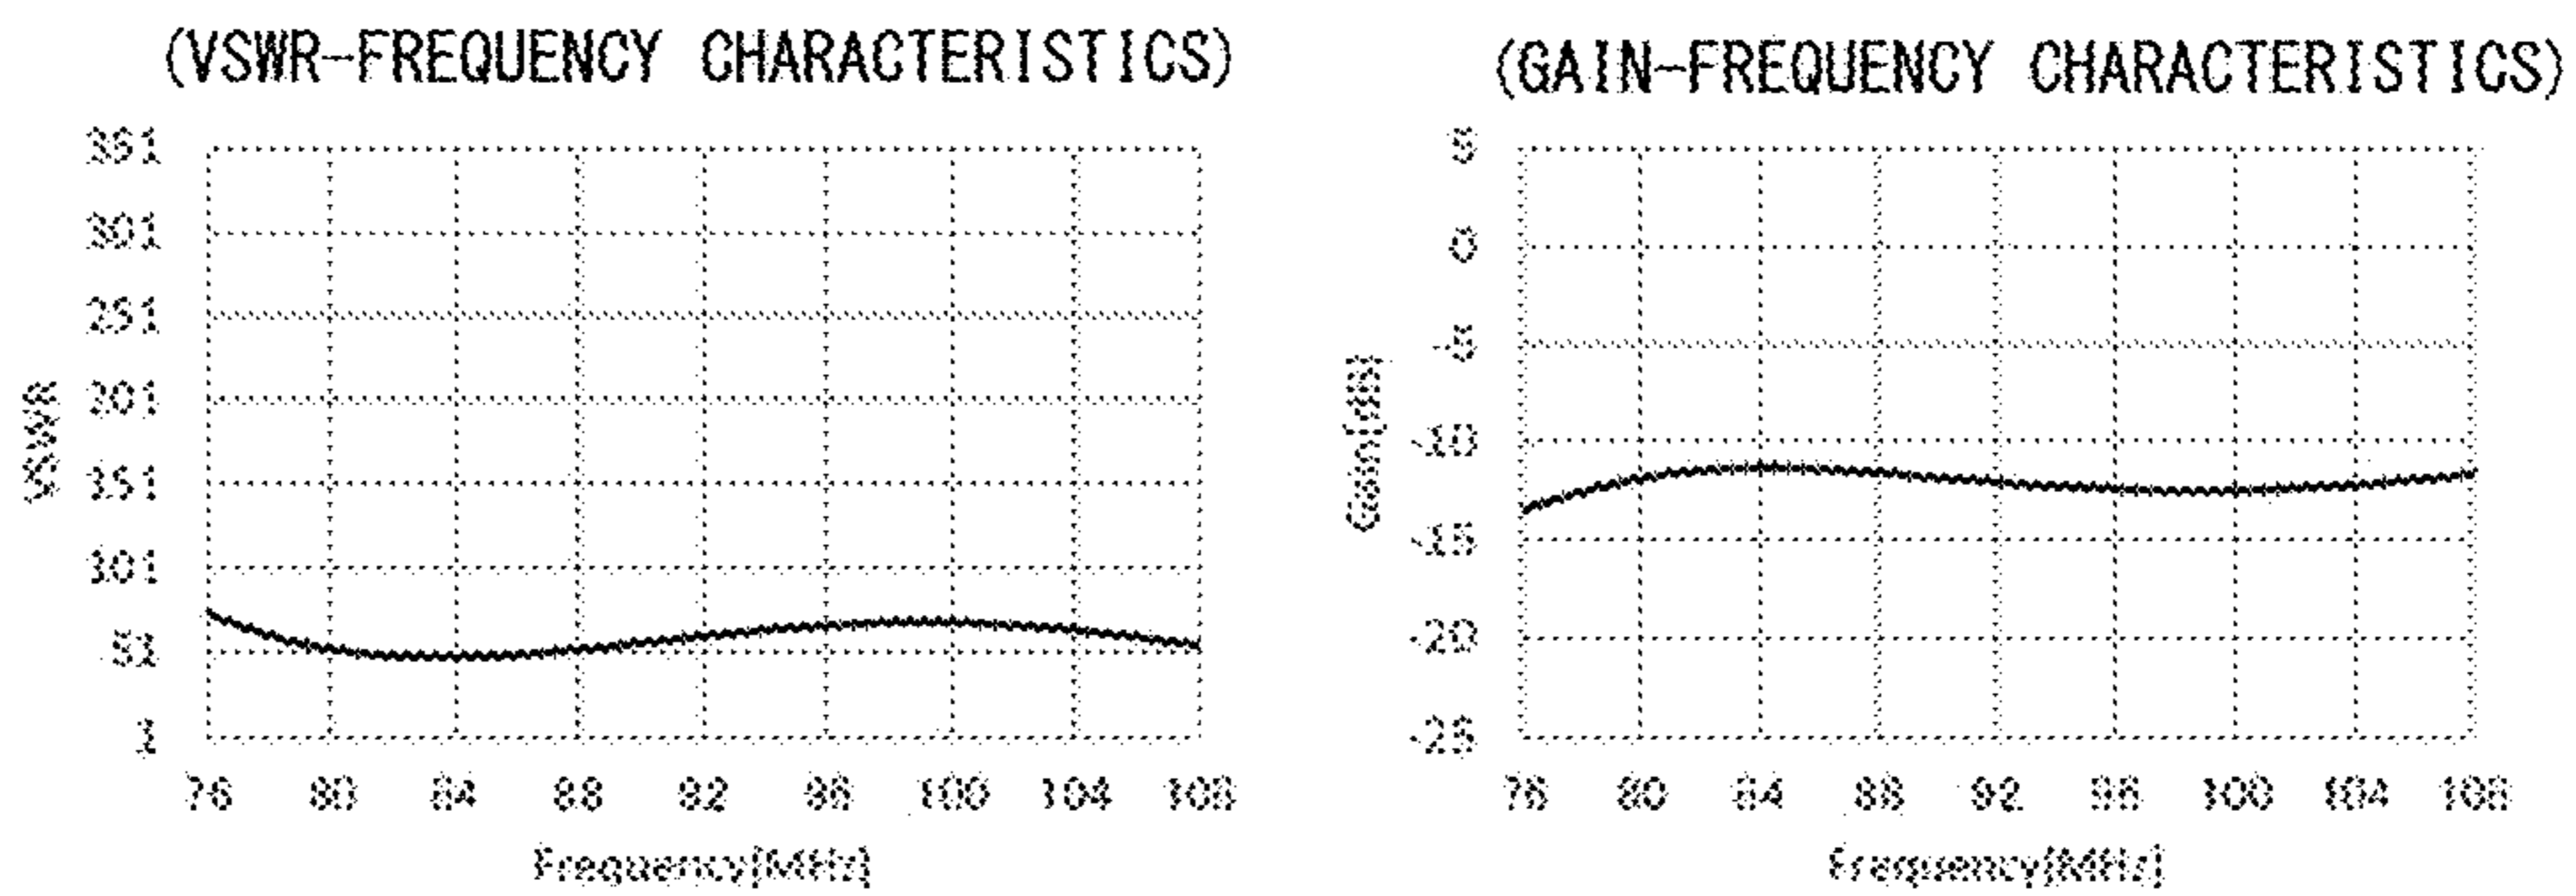 (VSWR-FREQUENCY CHARACTERISTICS)
351
301
251
201
151
101
51
1
VSWR
76 80 84 88 92 96 100 104 108
Frequency[MHz]
(GAIN-FREQUENCY CHARACTERISTICS)
5
0
-5
-10
-15
-20
-25
Gain[dB]
76 80 84 88 92 96 100 104 108
Frequency[MHz]